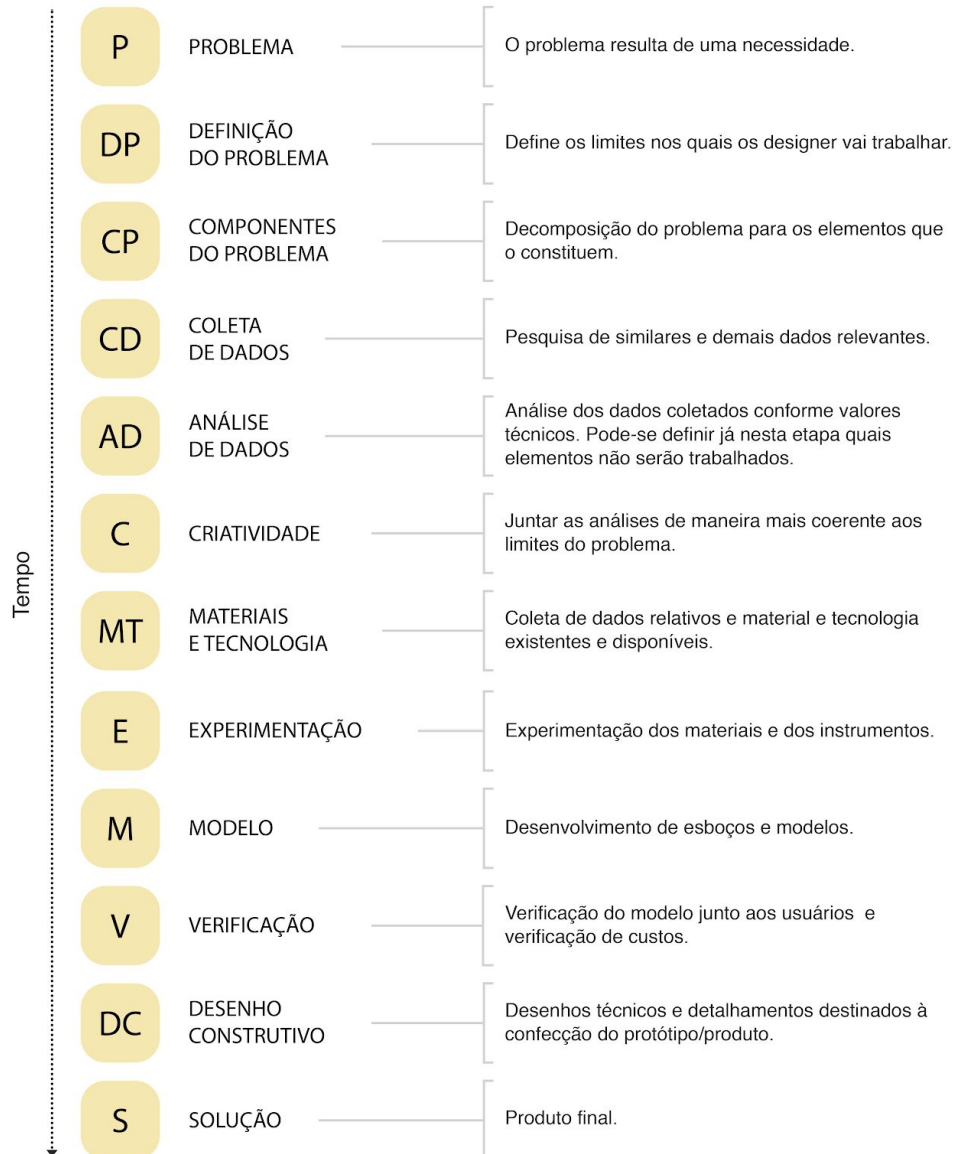 P
PROBLEMA
O problema resulta de uma necessidade.
DP
DEFINIÇÃO
DO PROBLEMA
Define os limites nos quais os designer vai trabalhar.
CP
COMPONENTES
DO PROBLEMA
Decomposição do problema para os elementos que
o constituem.
CD
COLETA
DE DADOS
Pesquisa de similares e demais dados relevantes.
AD
ANÁLISE
DE DADOS
Análise dos dados coletados conforme valores
técnicos. Pode-se definir já nesta etapa quais
elementos não serão trabalhados.
C
CRIATIVIDADE
Juntar as análises de maneira mais coerente aos
limites do problema.
Tempo
MT
MATERIAIS
E TECNOLOGIA
Coleta de dados relativos e material e tecnologia
existentes e disponíveis.
E
EXPERIMENTAÇÃO
Experimentação dos materiais e dos instrumentos.
M
MODELO
Desenvolvimento de esboços e modelos.
V
VERIFICAÇÃO
Verificação do modelo junto aos usuários e
verificação de custos.
DC
DESENHO
CONSTRUTIVO
Desenhos técnicos e detalhamentos destinados à
confecção do protótipo/produto.
S
SOLUÇÃO
Produto final.